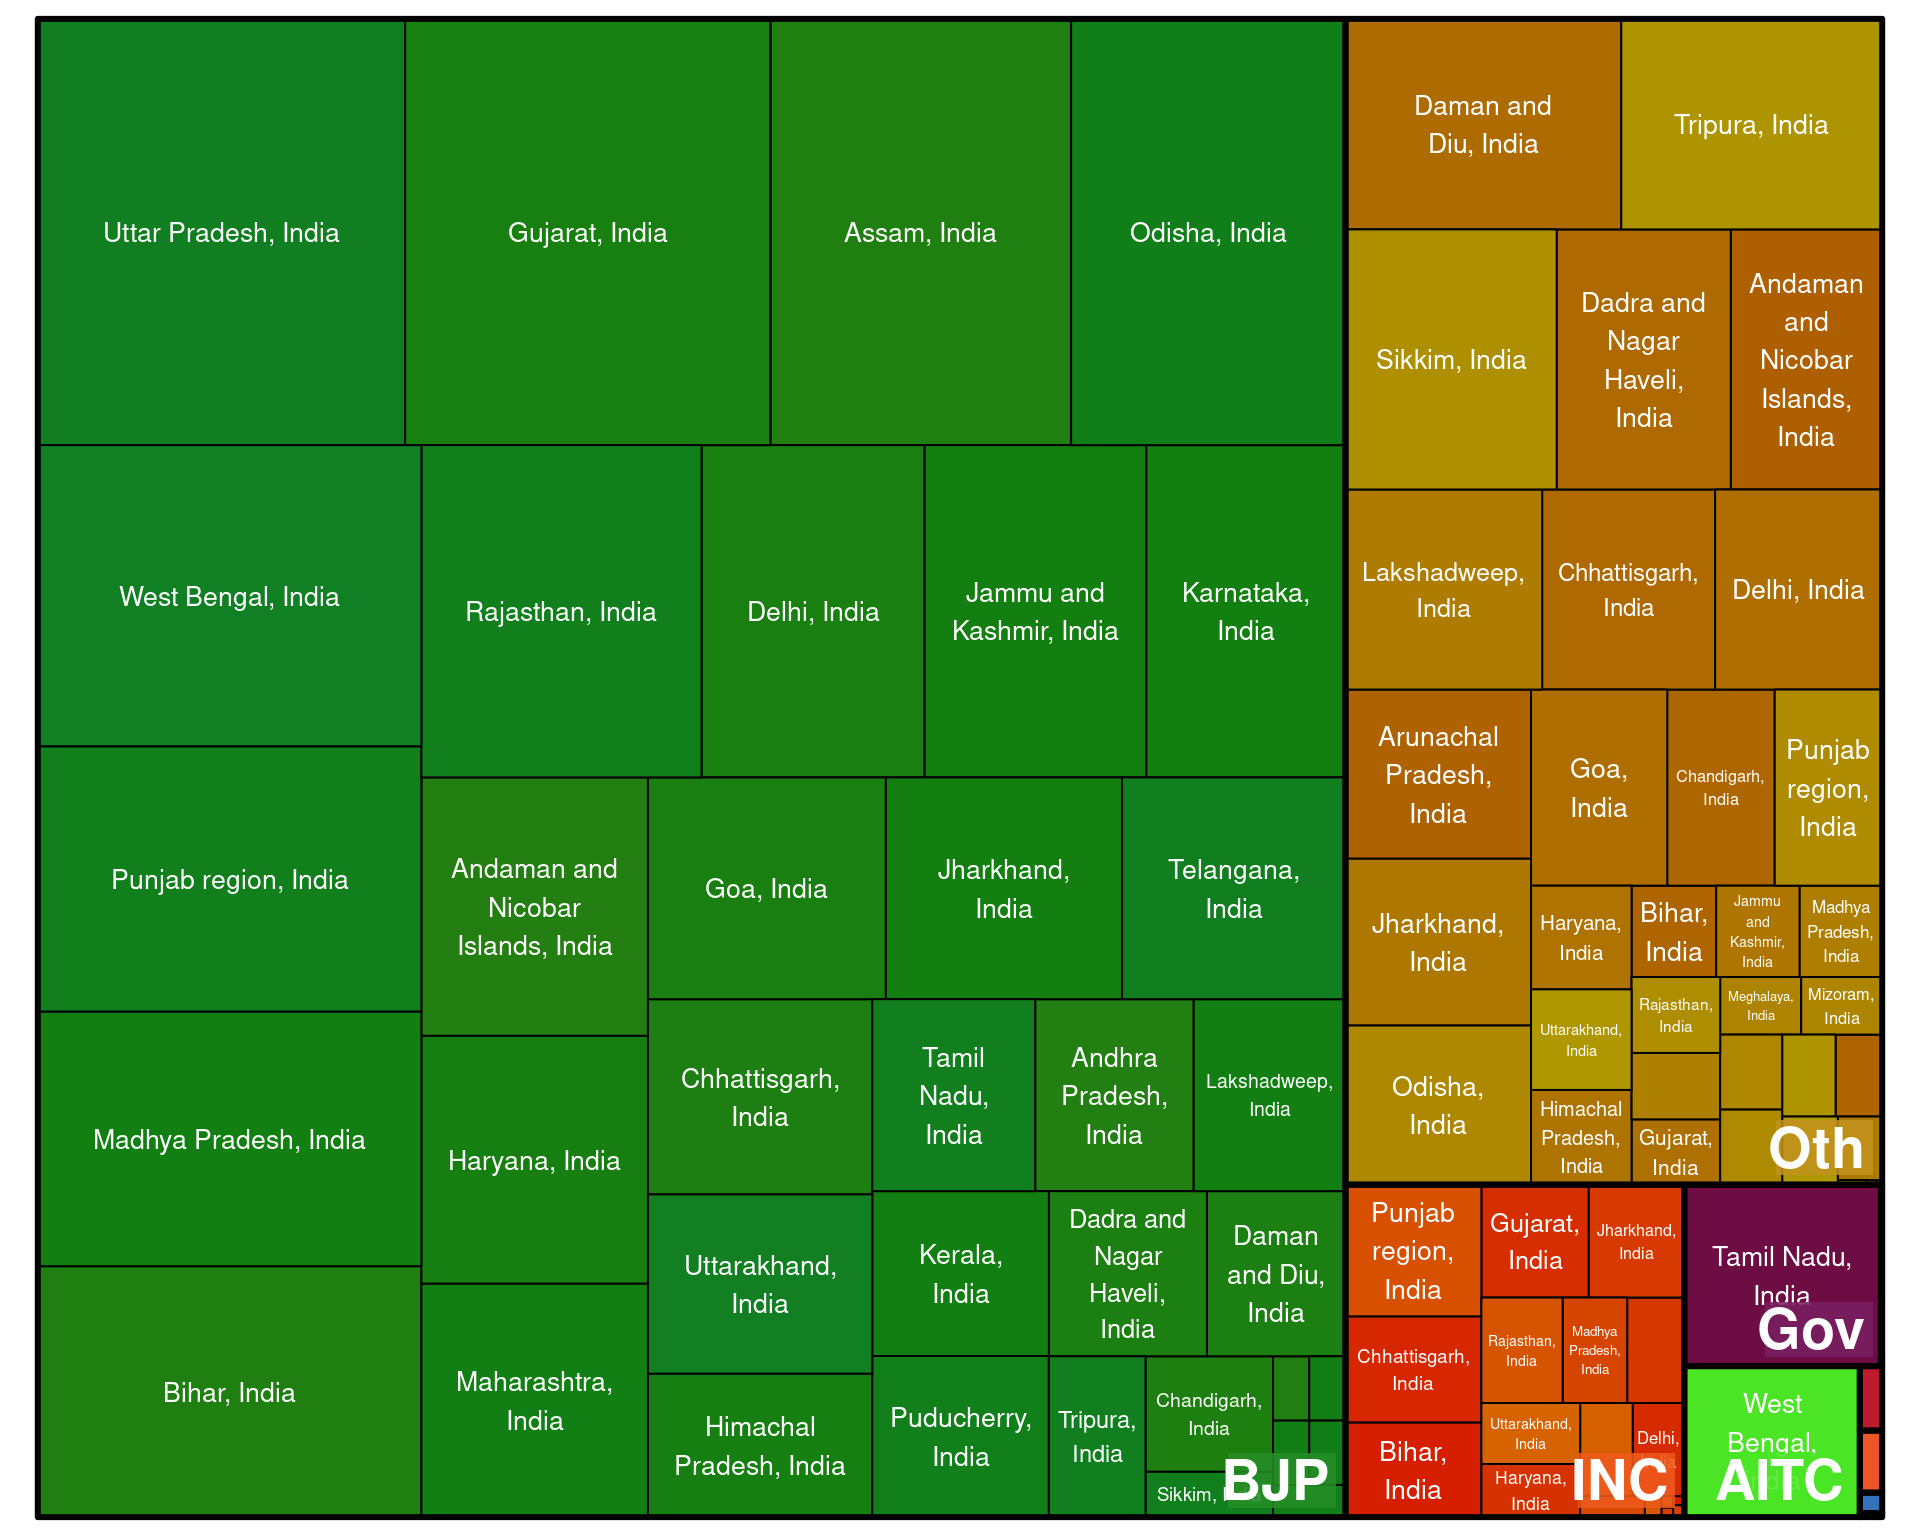 Uttar Pradesh, India
Gujarat, India
Assam, India
Odisha, India
West Bengal, India
Rajasthan, India
Delhi, India
Jammu and
Kashmir, India
Karnataka,
India
Punjab region, India
Andaman and
Nicobar
Islands, India
Goa, India
Jharkhand,
India
Telangana,
India
Madhya Pradesh, India
Haryana, India
Chhattisgarh,
India
Tamil
Nadu,
India
Andhra
Pradesh,
India
Lakshadweep,
India
Uttarakhand,
India
Kerala,
India
Dadra and
Nagar
Haveli,
India
Daman
and Diu,
India
Bihar, India
Maharashtra,
India
Himachal
Pradesh, India
Puducherry,
India
Tripura,
India
Chandigarh,
India
Sikkim,
BJP
Daman and
Diu, India
Tripura, India
Sikkim, India
Dadra and
Nagar
Haveli,
India
Andaman
and
Nicobar
Islands,
India
Lakshadweep,
India
Chhattisgarh,
India
Delhi, India
Arunachal
Pradesh,
India
Goa,
India
Chandigarh,
India
Punjab
region,
India
Jharkhand,
India
Haryana,
India
Bihar,
India
Jammu
and
Kashmir,
India
Madhya
Pradesh,
India
Uttarakhand,
India
Rajasthan,
India
Meghalaya,
India
Mizoram,
India
Odisha,
India
Himachal
Pradesh,
India
Gujarat,
India
Oth
Punjab
region,
India
Gujarat,
India
Jharkhand,
India
Chhattisgarh,
India
Rajasthan,
India
Madhya
Pradesh,
India
Bihar,
India
Uttarakhand,
India
Delhi,
Haryana,
India
INC
Tamil Nadu,
India
Gov
West
Bengal,
AITC